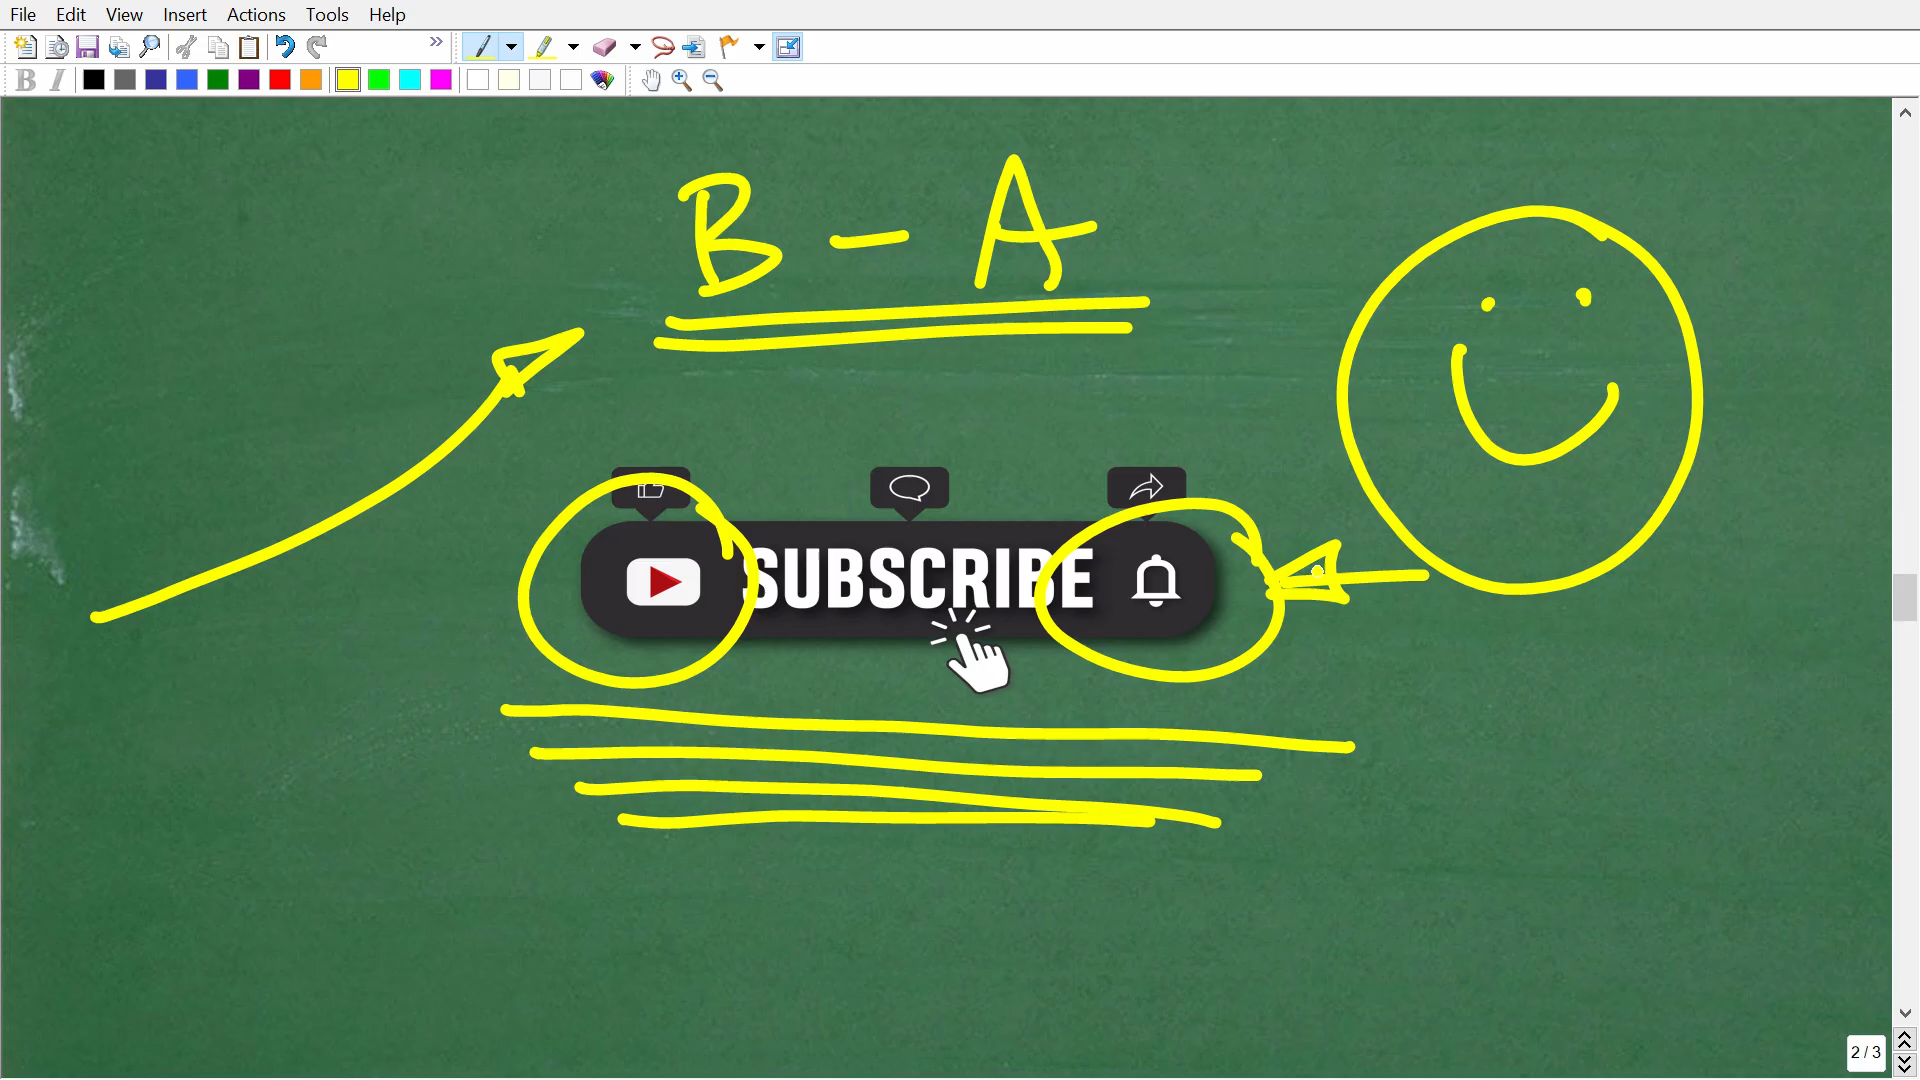 File Edit View Insert Actions Tools Help
B I
B - A
SUBSCRIBE
2 / 3